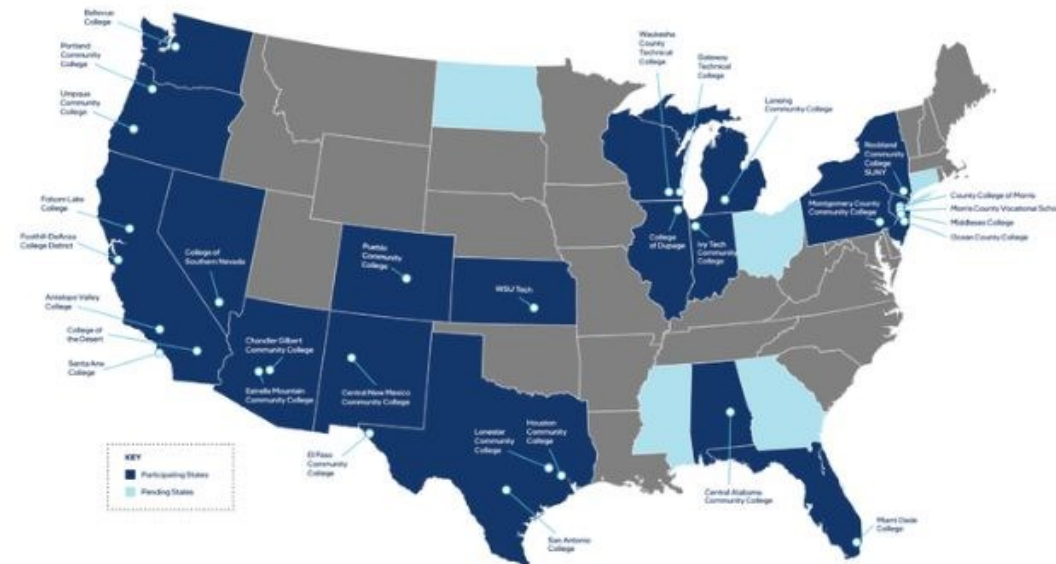 Bellevue
College
Portland
Community
College
Umpqua
Community
College
Folsom Lake
College
Foothill-DeAnza
College District
Antelope Valley
College
College of
the Desert
Santa Ana
College
College of
Southern Nevada
Chandler Gilbert
Community College
Estrella Mountain
Community College
Pueblo
Community
College
Central New Mexico
Community College
WSU Tech
El Paso
Community
College
Lonestar
Community
College
Houston
Community
College
San Antonio
College
Waukesha
County
Technical
College
Gateway
Technical
College
Lansing
Community College
College
of Dupage
Ivy Tech
Community
College
Rockland
Community
College
SUNY
Montgomery County
Community College
County College of Morris
Morris County Vocational Scho
Middlesex College
Ocean County College
Central Alabama
Community College
Miami Dade
College
KEY
Participating States
Pending States